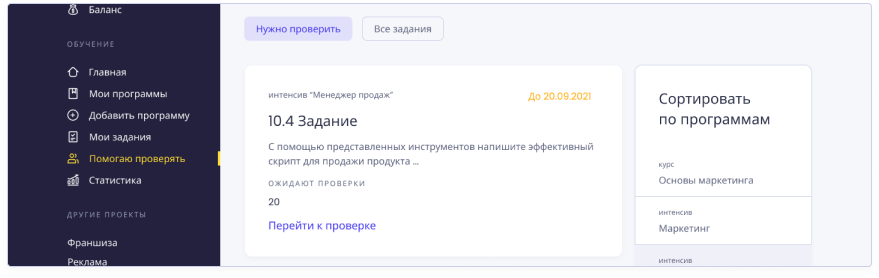 Баланс
ОБУЧЕНИЕ
Главная
Мои программы
Добавить программу
Мои задания
Помогаю проверять
Статистика
ДРУГИЕ ПРОЕКТЫ
Франшиза
Реклама
Нужно проверить
Все задания
интенсив "Менеджер продаж"
До 20.09.2021
10.4 Задание
С помощью представленных инструментов напишите эффективный
скрипт для продажи продукта ...
ОЖИДАЮТ ПРОВЕРКИ
20
Перейти к проверке
Сортировать
по программам
курс
Основы маркетинга
интенсив
Маркетинг
интенсив